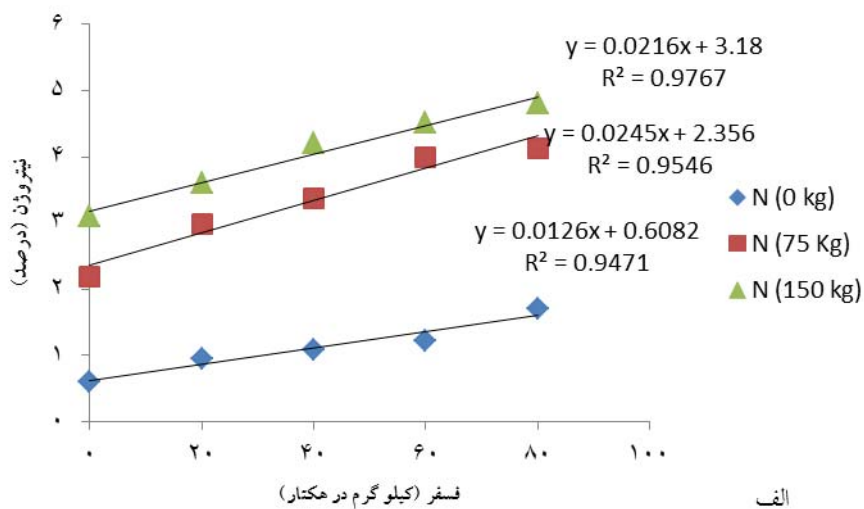 ۶
۵
۴
۳
۲
۱
۰
نیتروژن (درصد)
y = 0.0216x + 3.18
R² = 0.9767
y = 0.0245x + 2.356
R² = 0.9546
y = 0.0126x + 0.6082
R² = 0.9471
N (0 kg)
N (75 Kg)
N (150 kg)
۰ ۲۰ ۴۰ ۶۰ ۸۰ ۱۰۰
فسفر (کیلو گرم در هکتار)
الف